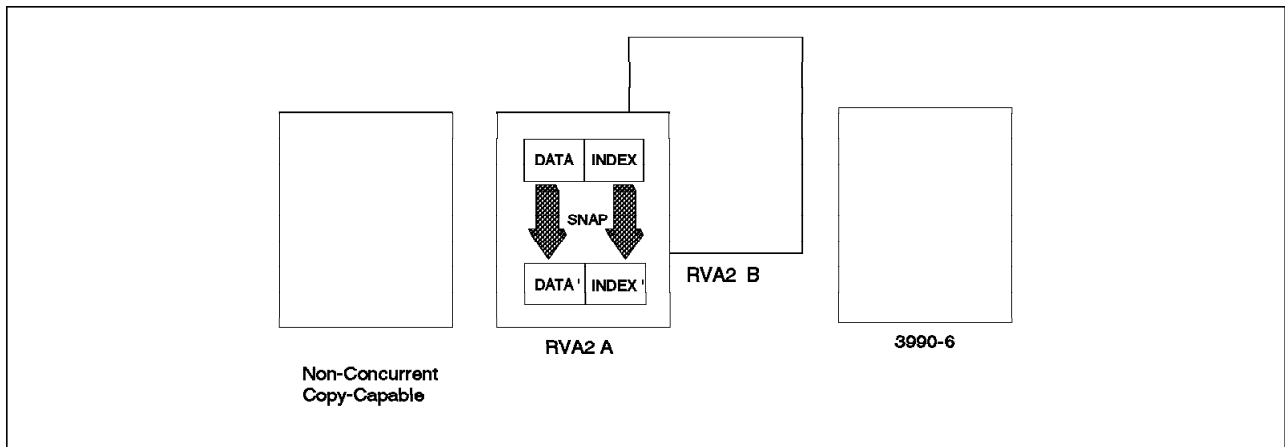 DATA INDEX
SNAP
DATA' INDEX'
RVA2 B
RVA2 A
3990-6
Non-Concurrent
Copy-Capable